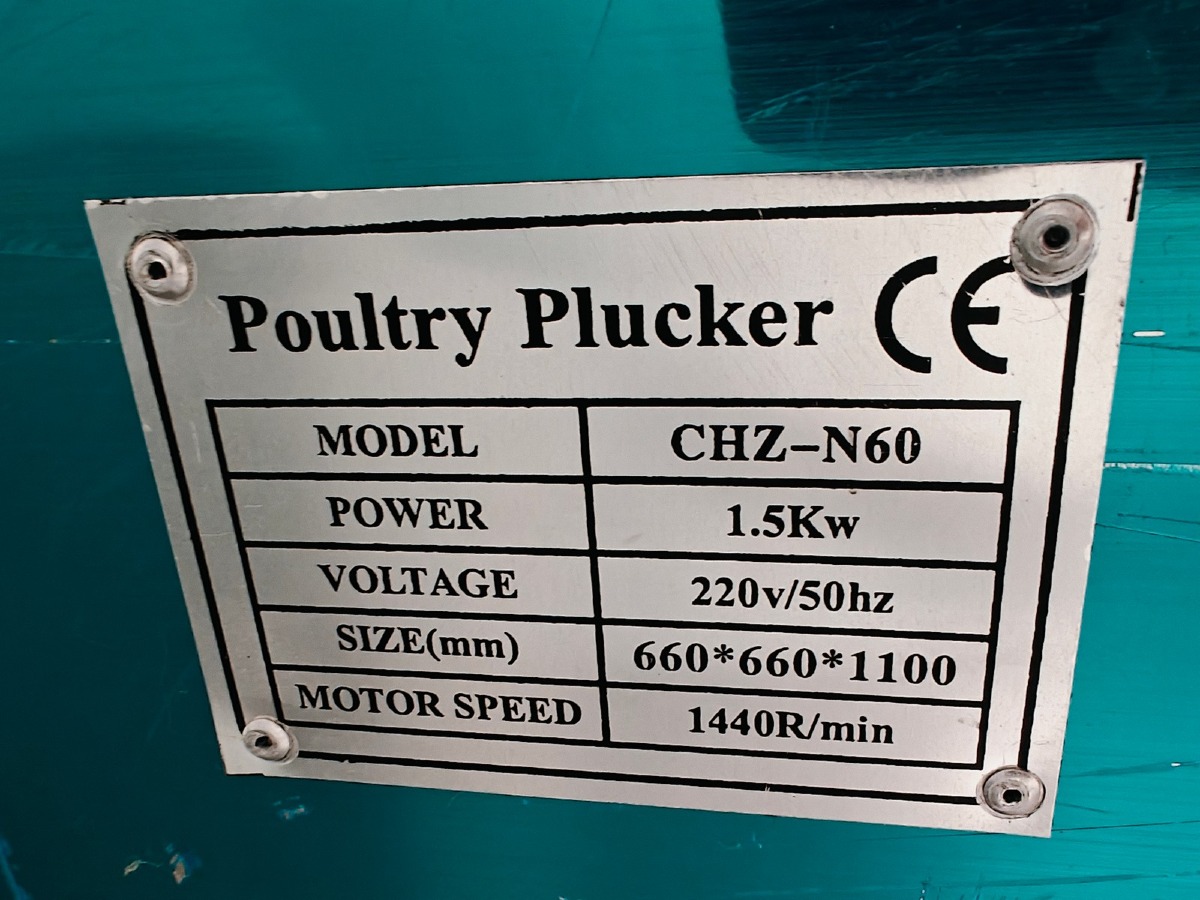 Poultry Plucker CE
MODEL CHZ-N60
POWER 1.5Kw
VOLTAGE 220v/50hz
SIZE(mm) 660*660*1100
MOTOR SPEED 1440R/min